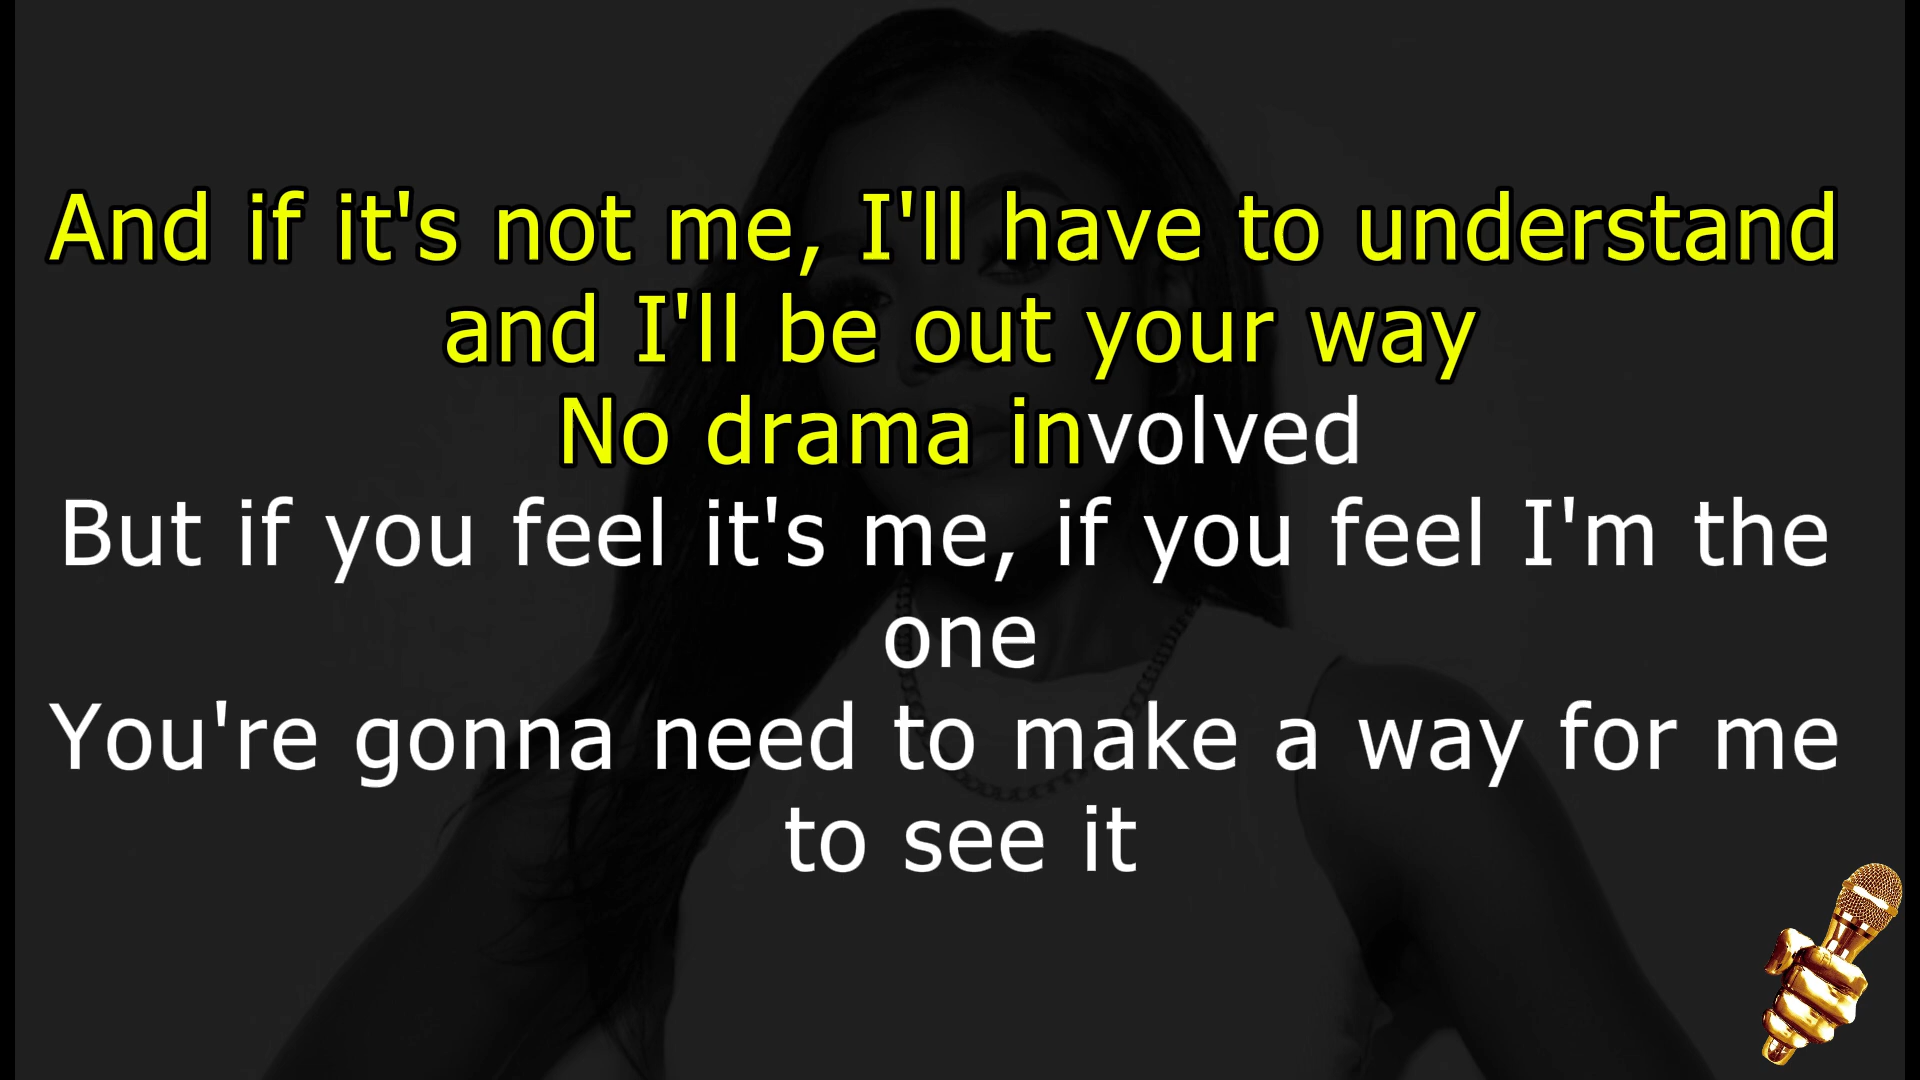 And if it's not me, I'll have to understand
and I'll be out your way
No drama involved
But if you feel it's me, if you feel I'm the
one
You're gonna need to make a way for me
to see it